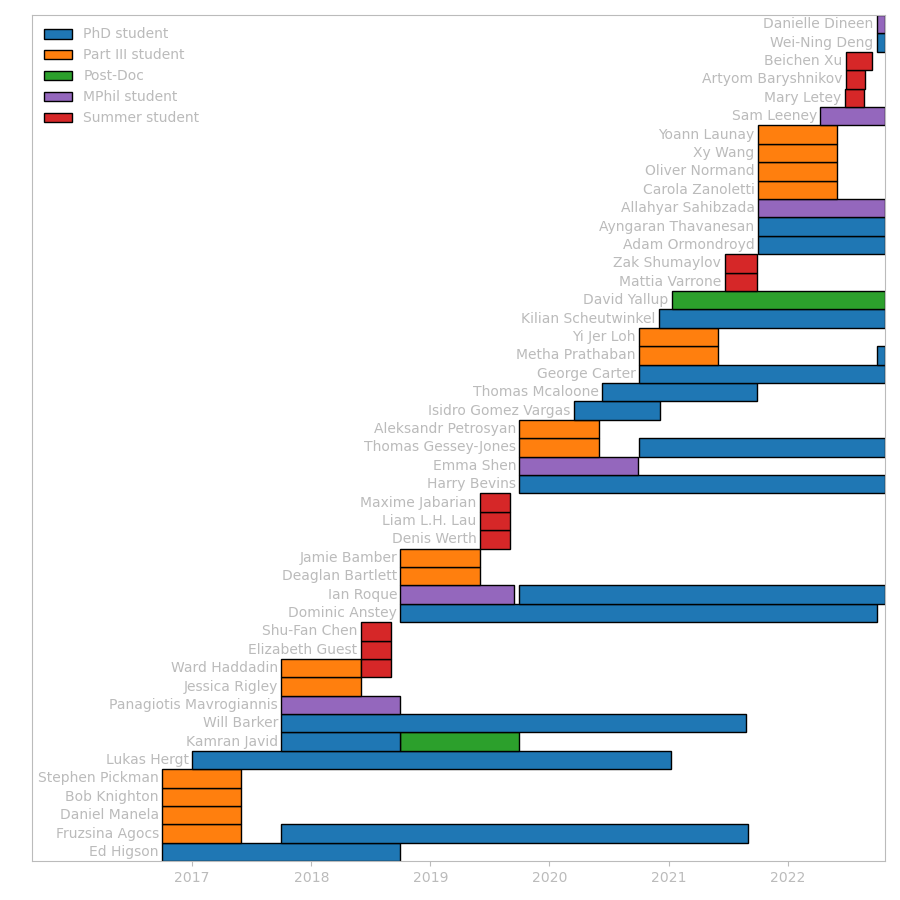 PhD student
Part III student
Post-Doc
MPhil student
Summer student
Danielle Dineen
Wei-Ning Deng
Beichen Xu
Artyom Baryshnikov
Mary Letey
Sam Leeney
Yoann Launay
Xy Wang
Oliver Normand
Carola Zanoletti
Allahyar Sahibzada
Ayngaran Thavanesan
Adam Ormondroyd
Zak Shumaylov
Mattia Varrone
David Yallup
Kilian Scheutwinkel
Yi Jer Loh
Metha Prathaban
George Carter
Thomas Mcaloone
Isidro Gomez Vargas
Aleksandr Petrosyan
Thomas Gessey-Jones
Emma Shen
Harry Bevins
Maxime Jabarian
Liam L.H. Lau
Denis Werth
Jamie Bamber
Deaglan Bartlett
Ian Roque
Dominic Anstey
Shu-Fan Chen
Elizabeth Guest
Ward Haddadin
Jessica Rigley
Panagiotis Mavrogiannis
Will Barker
Kamran Javid
Lukas Hergt
Stephen Pickman
Bob Knighton
Daniel Manela
Fruzsina Agocs
Ed Higson
2017 2018 2019 2020 2021 2022